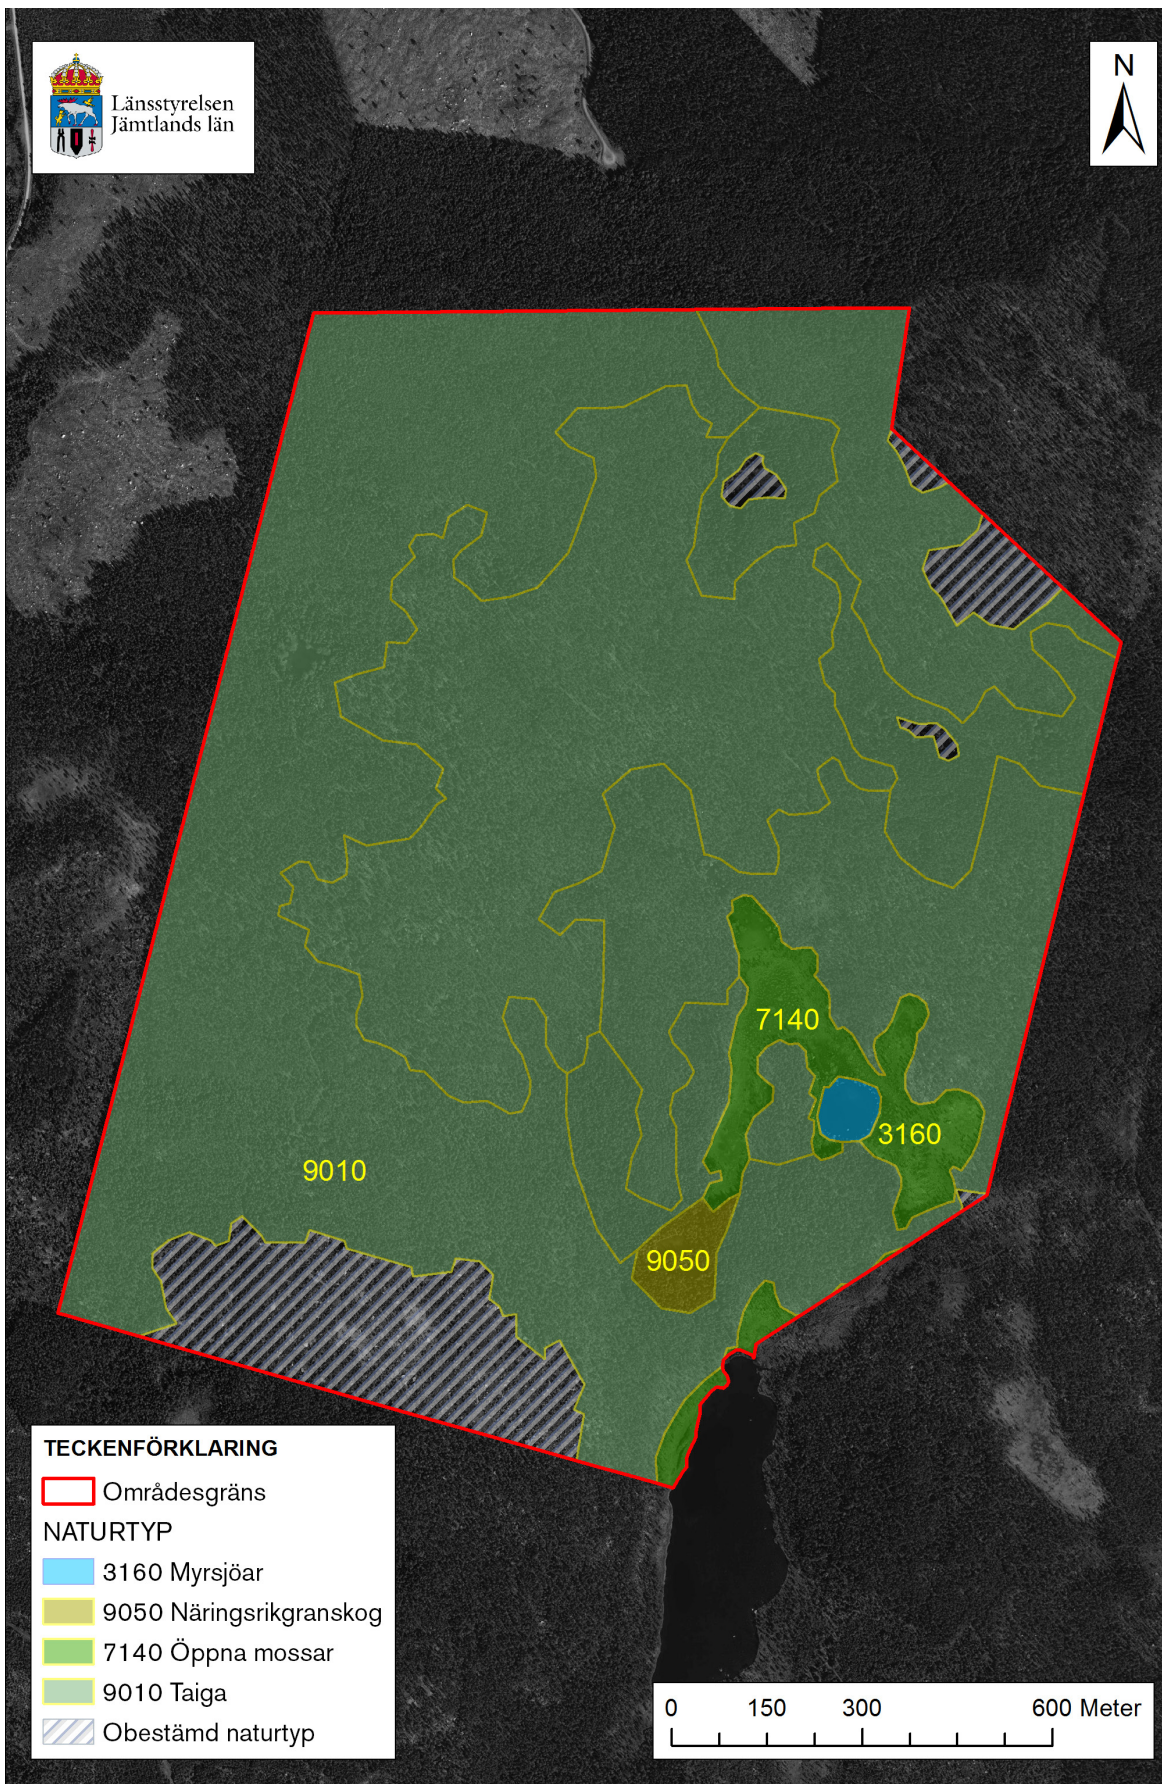 Länsstyrelsen
Jämtlands län
N
7140
3160
9010
9050
TECKENFÖRKLARING
Områdesgräns
NATURTYP
3160 Myrsjöar
9050 Näringsrikgranskog
7140 Öppna mossar
9010 Taiga
Obestämd naturtyp
0 150 300 600 Meter